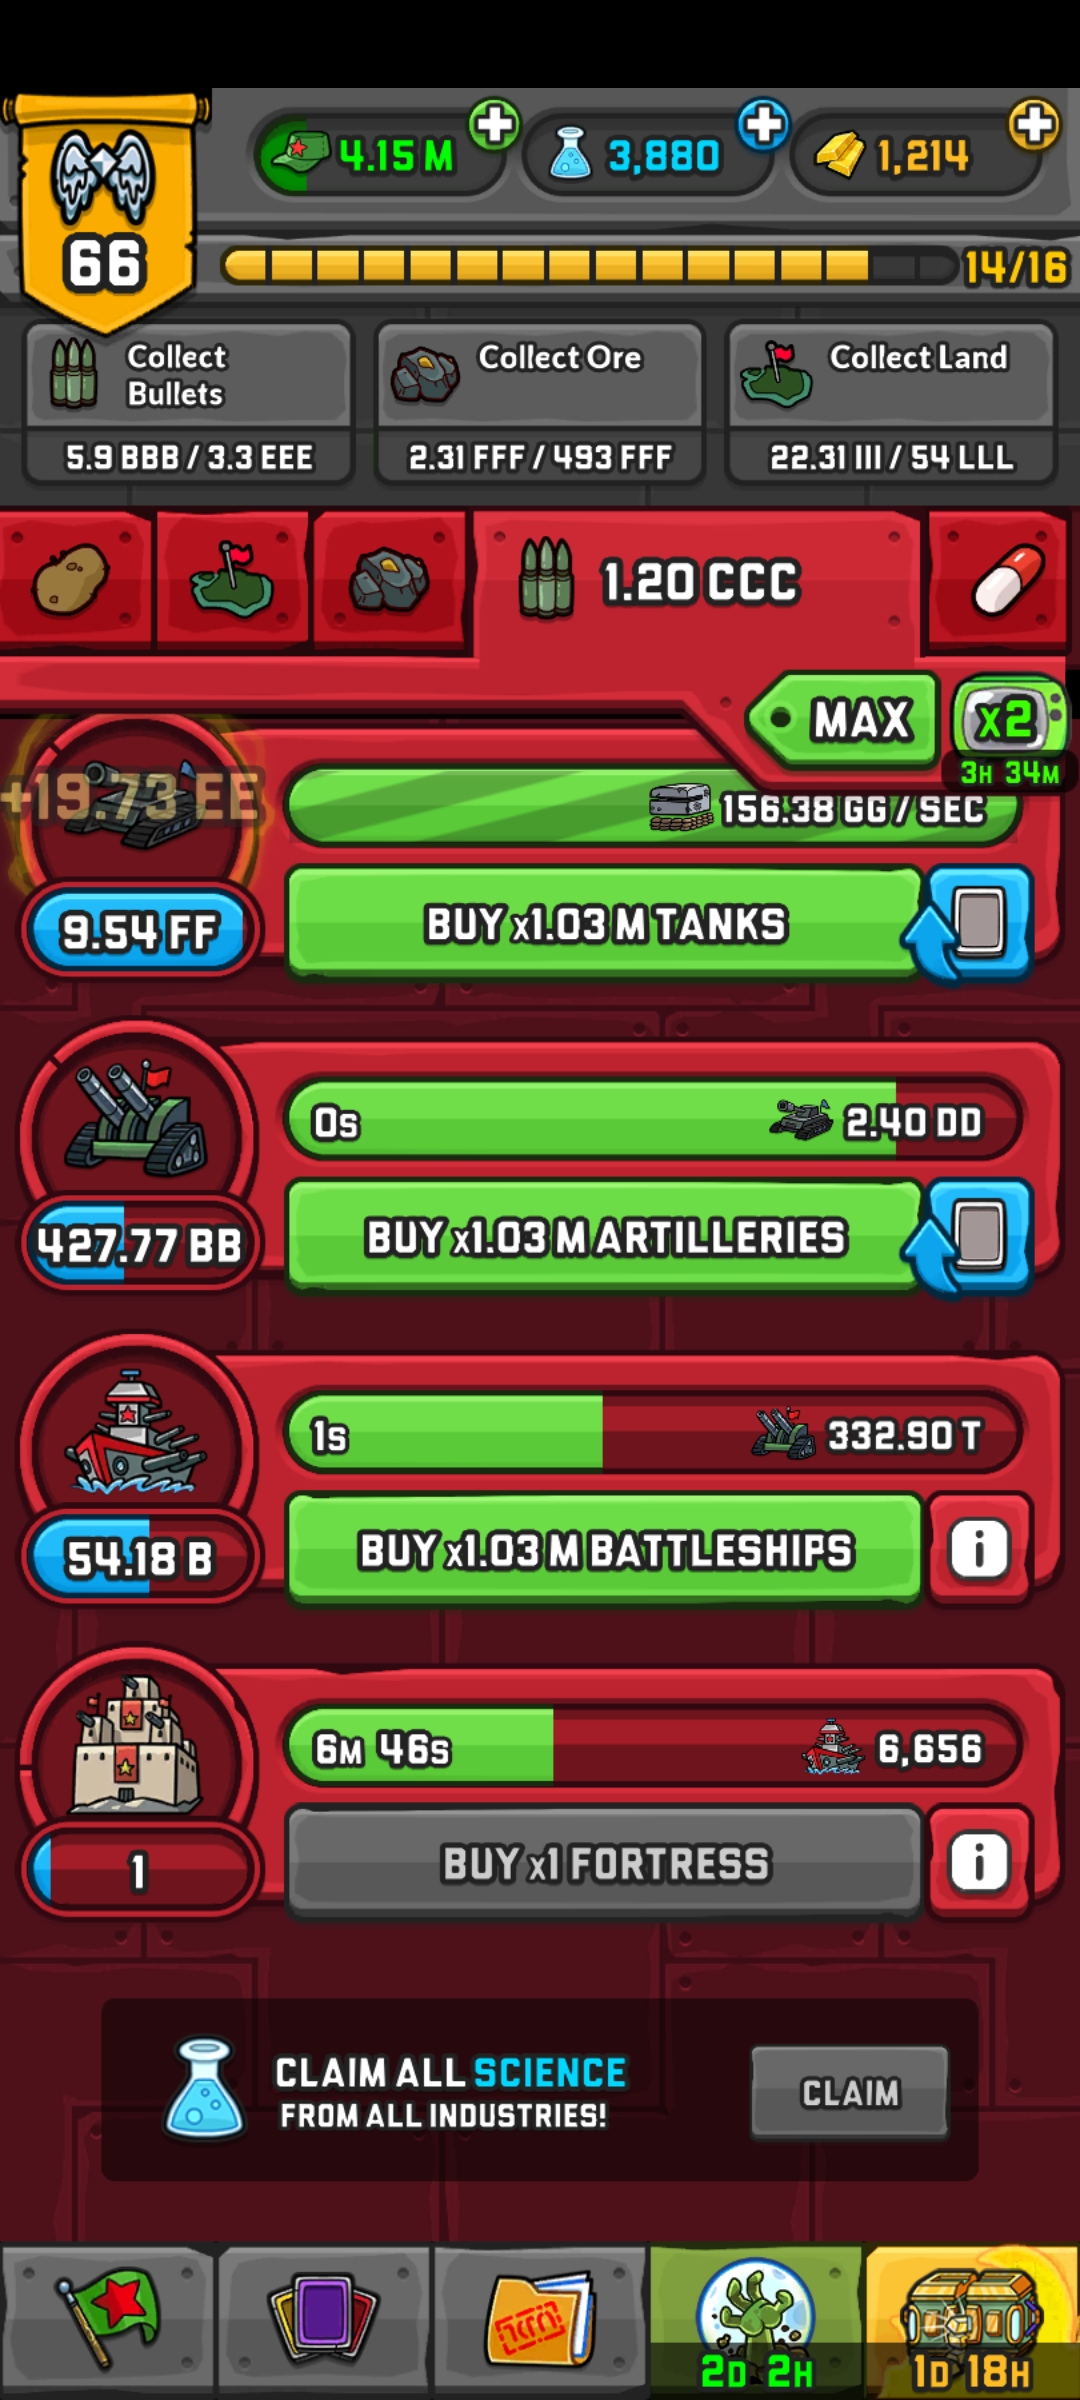 4.15 M
3,880
1,214
66
14/16
Collect
Bullets
Collect Ore
Collect Land
5.9 BBB / 3.3 EEE
2.31 FFF / 493 FFF
22.31 III / 54 LLL
1.20 CCC
MAX
x2
3H 34M
+19.73 EE
156.38 GG / SEC
9.54 FF
BUY x1.03 M TANKS
0s
2.40 DD
427.77 BB
BUY x1.03 M ARTILLERIES
1s
332.90 T
54.18 B
BUY x1.03 M BATTLESHIPS
i
6M 46s
6,656
1
BUY x1 FORTRESS
i
CLAIM ALL SCIENCE
FROM ALL INDUSTRIES!
CLAIM
2D 2H
1D 18H